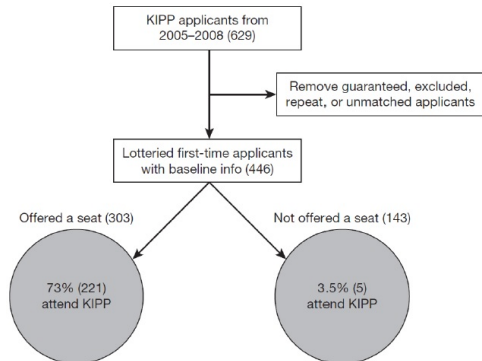 KIPP applicants from
2005–2008 (629)
Remove guaranteed, excluded,
repeat, or unmatched applicants
Lotteried first-time applicants
with baseline info (446)
Offered a seat (303)
Not offered a seat (143)
73% (221)
attend KIPP
3.5% (5)
attend KIPP